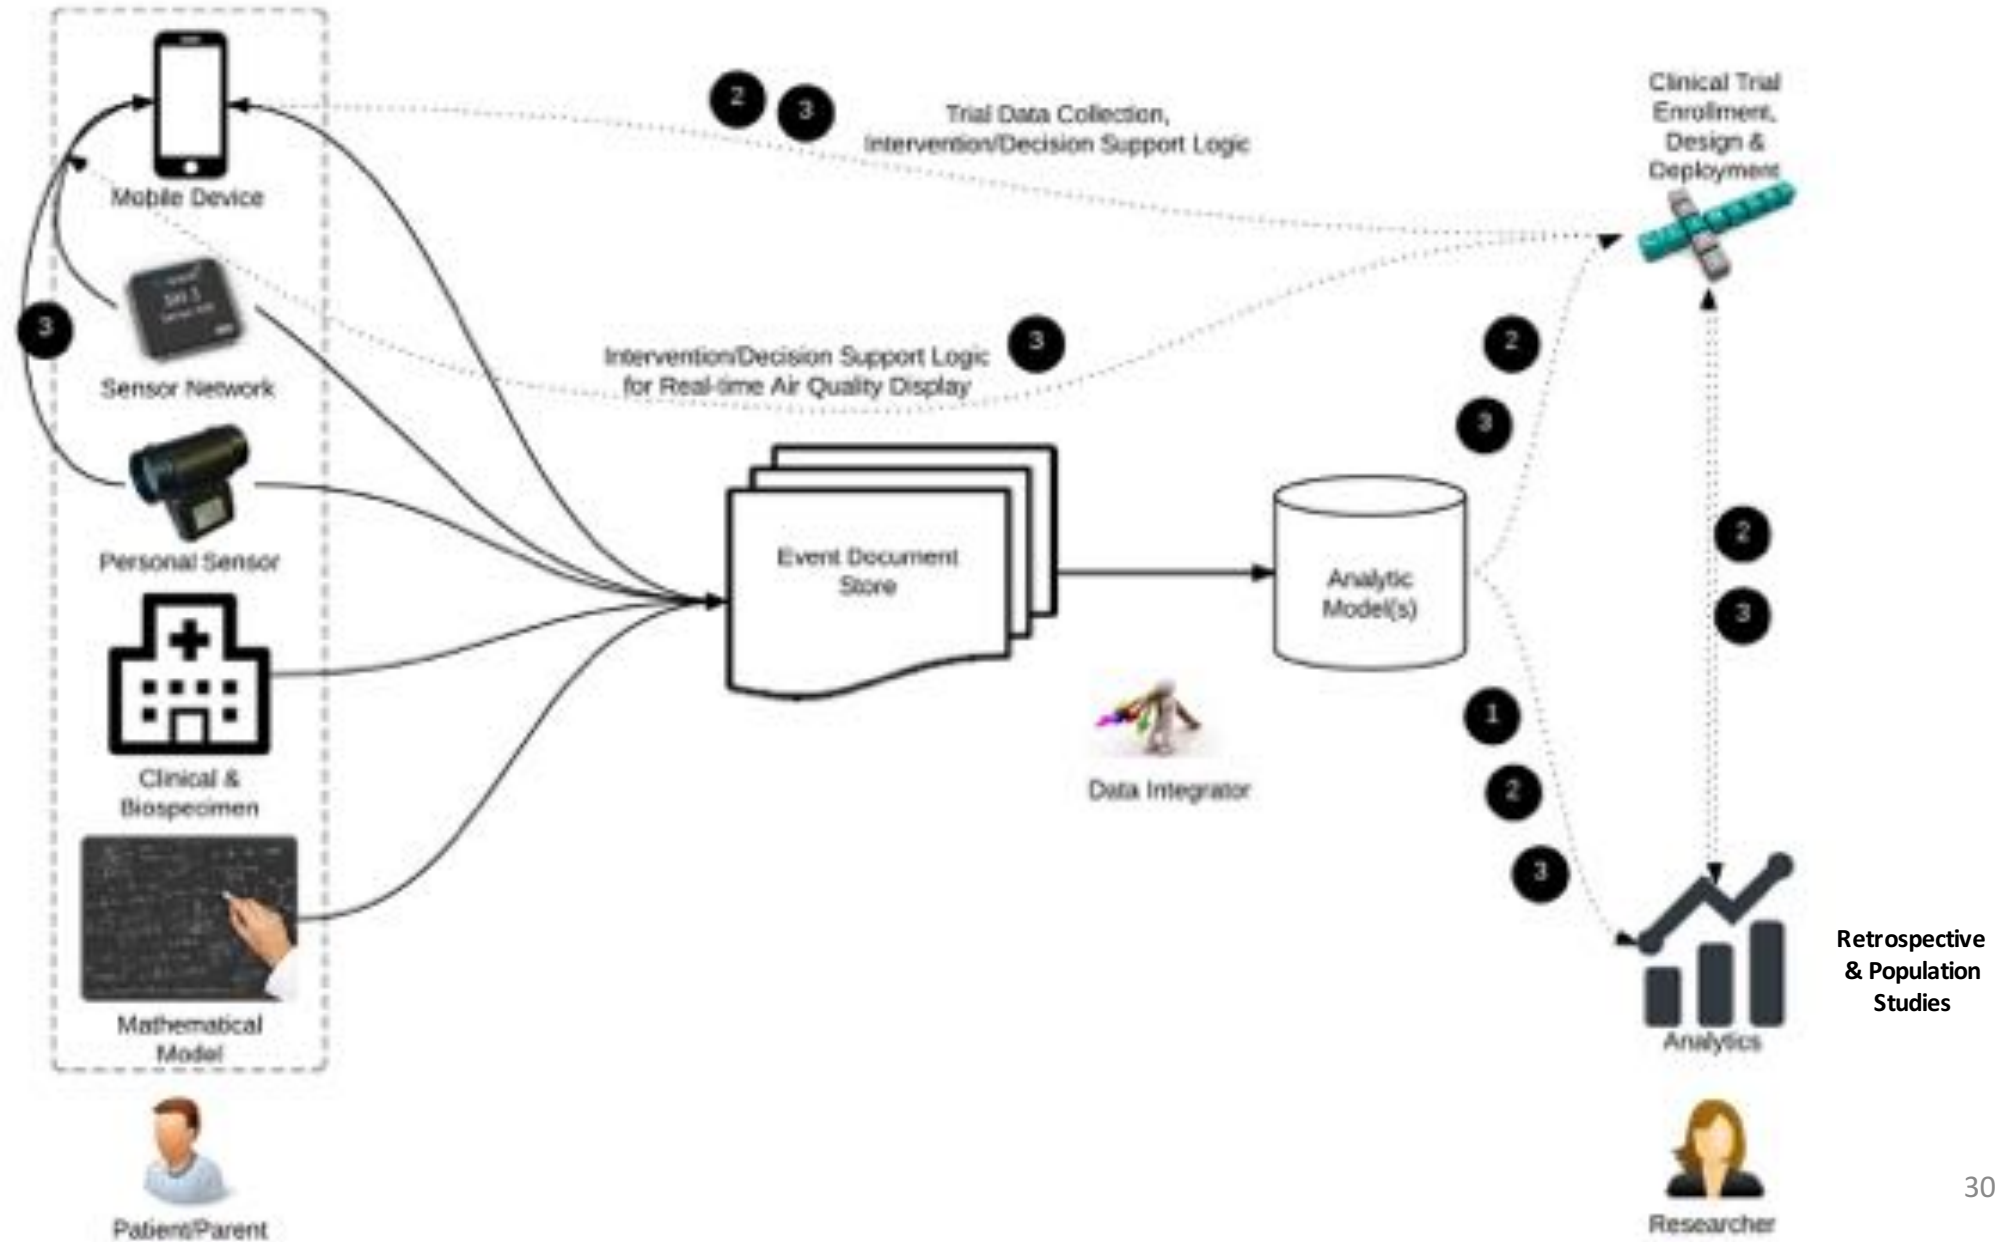 Mobile Device
Sensor Network
3
Personal Sensor
Clinical &
Biospecimen
Mathematical
Model
Patient/Parent
2
3
Trial Data Collection,
Intervention/Decision Support Logic
Intervention/Decision Support Logic
for Real-time Air Quality Display
3
Event Document
Store
Data Integrator
Analytic
Model(s)
2
3
1
2
3
Clinical Trial
Enrollment,
Design &
Deployment
2
3
Analytics
Retrospective
& Population
Studies
Researcher
30